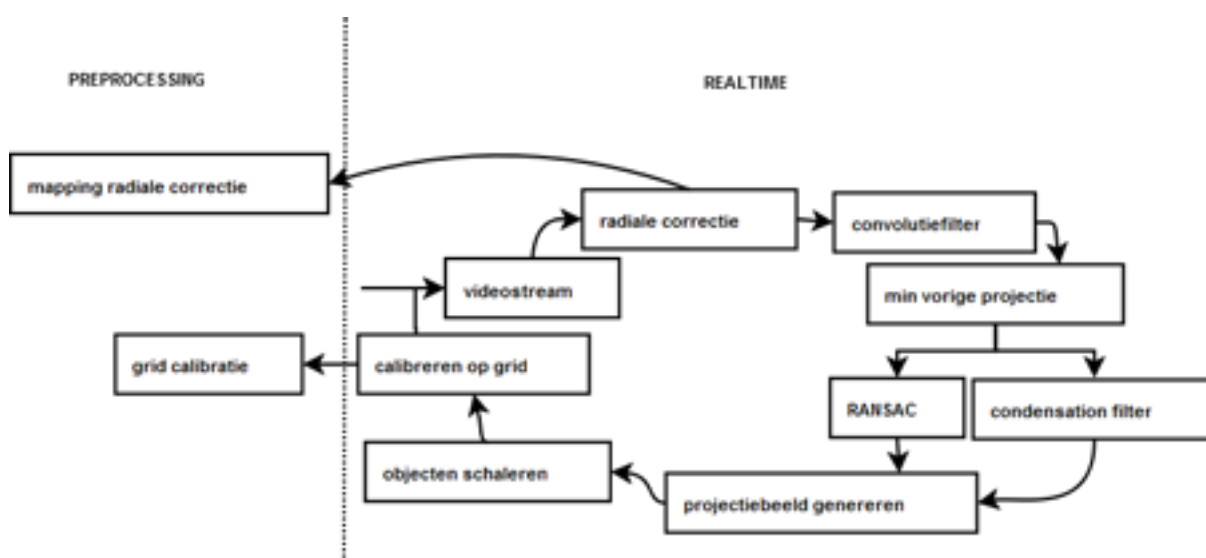 PREPROCESSING
REALTIME
mapping radiale correctie
radiale correctie
convolutiefilter
videostream
min vorige projectie
grid calibratie
calibreren op grid
RANSAC
condensation filter
objecten schaleren
projectiebeeld genereren